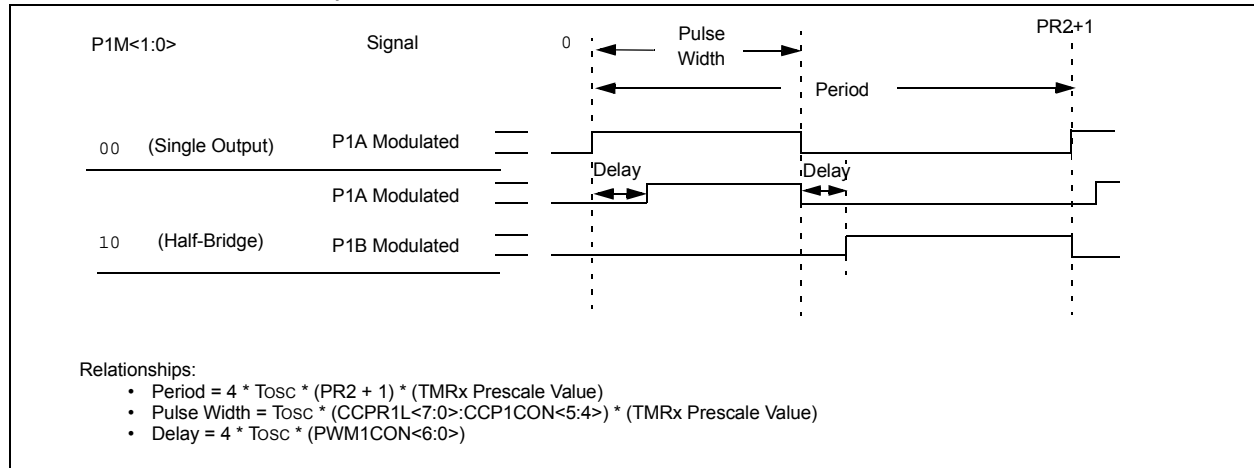 P1M<1:0> Signal 0 Pulse Width PR2+1
Period
00 (Single Output) P1A Modulated
Delay Delay
P1A Modulated
10 (Half-Bridge) P1B Modulated
Relationships:
• Period = 4 * TOSC * (PR2 + 1) * (TMRx Prescale Value)
• Pulse Width = TOSC * (CCPR1L<7:0>:CCP1CON<5:4>) * (TMRx Prescale Value)
• Delay = 4 * TOSC * (PWM1CON<6:0>)